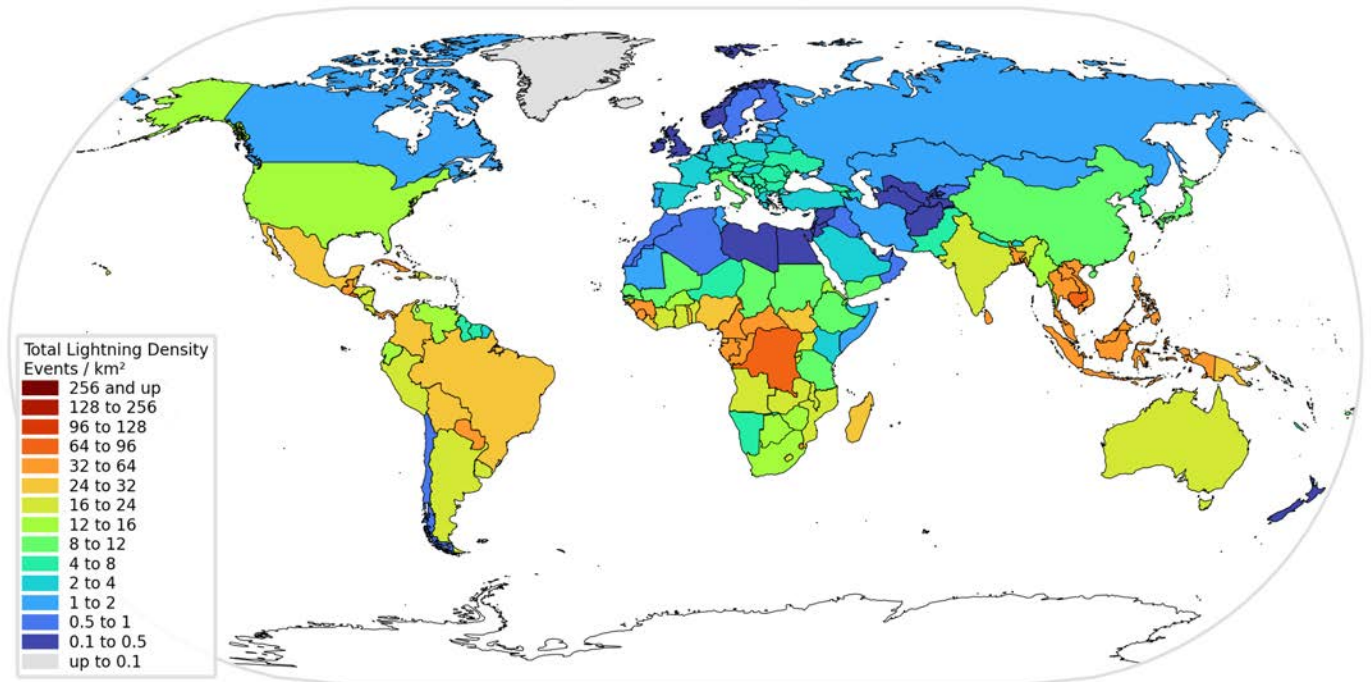 Total Lightning Density
Events / km²
256 and up
128 to 256
96 to 128
64 to 96
32 to 64
24 to 32
16 to 24
12 to 16
8 to 12
4 to 8
2 to 4
1 to 2
0.5 to 1
0.1 to 0.5
up to 0.1